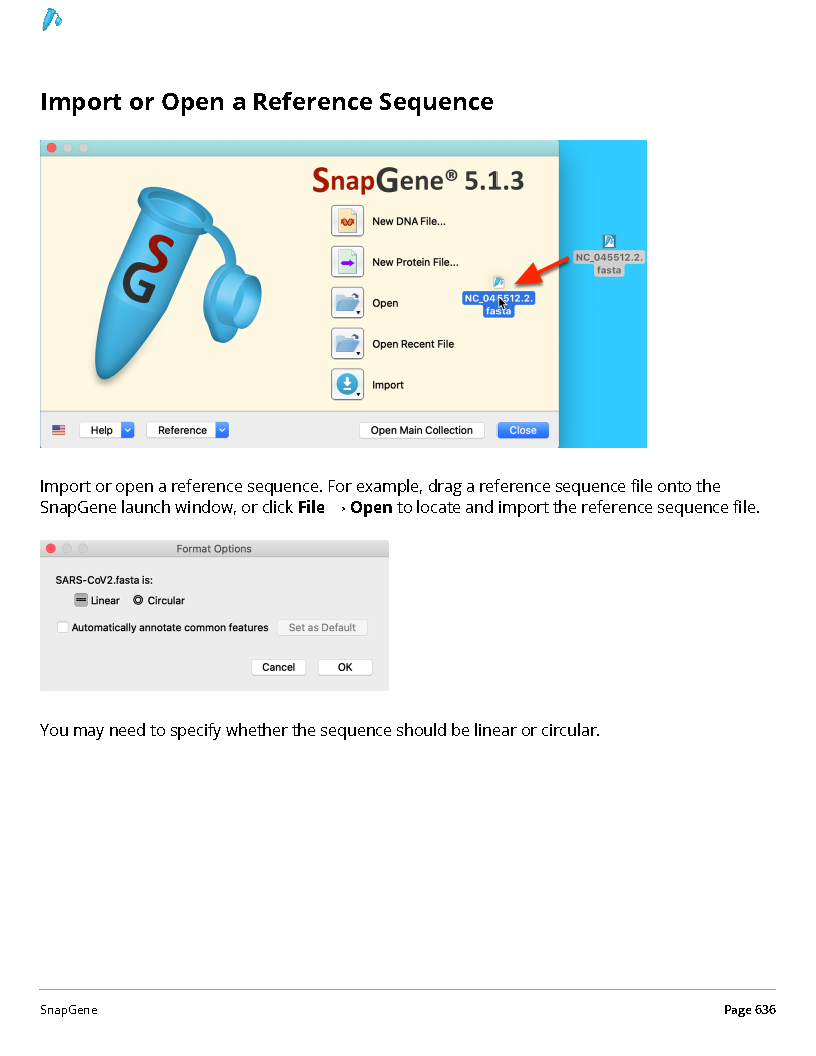 Import or Open a Reference Sequence
SnapGene® 5.1.3
New DNA File...
New Protein File...
Open
Open Recent File
Import
NC_045512.2.
fasta
NC_045512.2.
fasta
SG
Help
Reference
Open Main Collection
Close
Import or open a reference sequence. For example, drag a reference sequence file onto the
SnapGene launch window, or click File → Open to locate and import the reference sequence file.
Format Options
SARS-CoV2.fasta is:
Linear
Circular
Automatically annotate common features
Set as Default
Cancel
OK
You may need to specify whether the sequence should be linear or circular.
SnapGene
Page 636